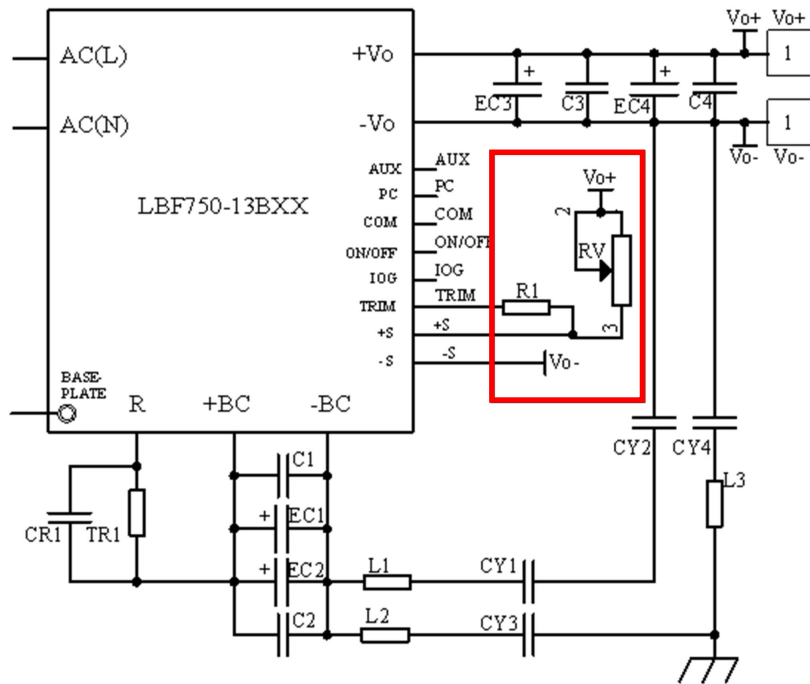 Vo+
AC(L)
+Vo
1
+
+
EC3
C3
EC4
C4
AC(N)
-Vo
1
Vo-
Vo-
AUX
AUX
PC
PC
Vo+
LBF750-13BXX
COM
COM
2
ON/OFF
ON/OFF
RV
IOG
IOG
TRIM
TRIM
R1
+S
+S
3
-S
-S
Vo-
BASE-
PLATE
R
+BC
-BC
CY2
CY4
C1
L3
CR1
TR1
+
EC1
+
EC2
L1
CY1
C2
L2
CY3